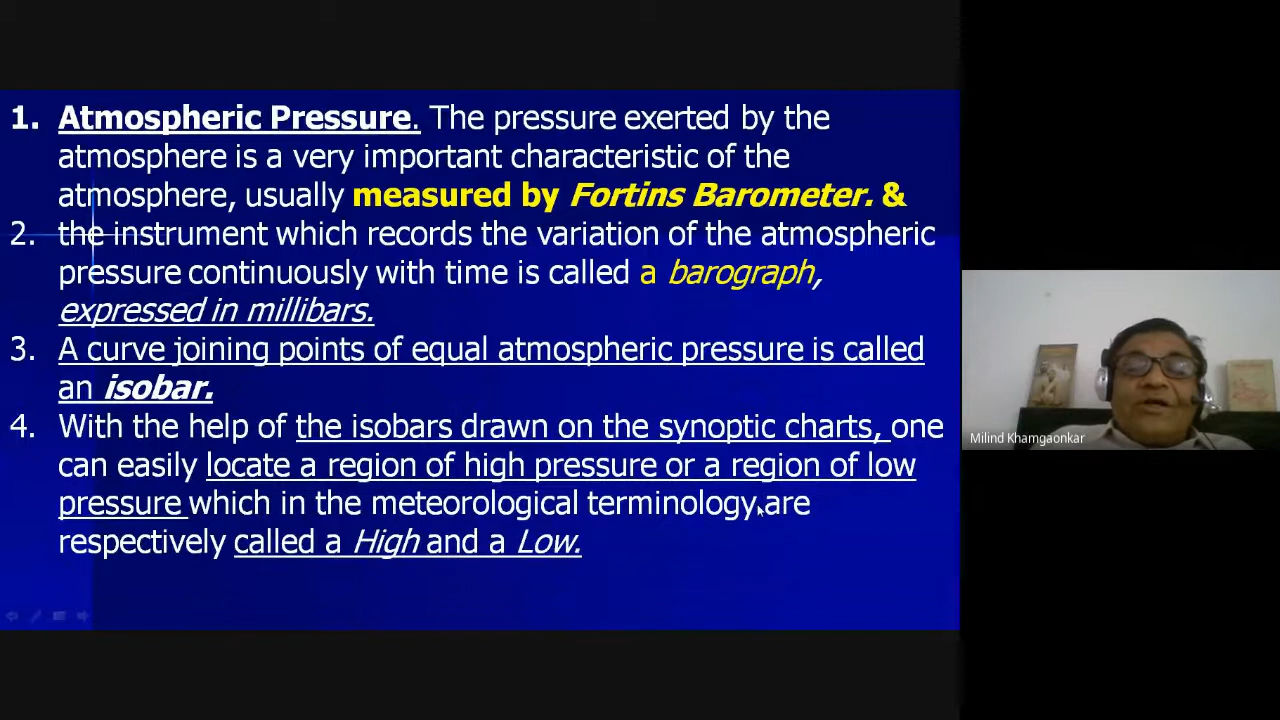 1. Atmospheric Pressure. The pressure exerted by the
atmosphere is a very important characteristic of the
atmosphere, usually measured by Fortins Barometer. &
2. the instrument which records the variation of the atmospheric
pressure continuously with time is called a barograph,
expressed in millibars.
3. A curve joining points of equal atmospheric pressure is called
an isobar.
4. With the help of the isobars drawn on the synoptic charts, one
can easily locate a region of high pressure or a region of low
pressure which in the meteorological terminology are
respectively called a High and a Low.
Milind Khamgaonkar